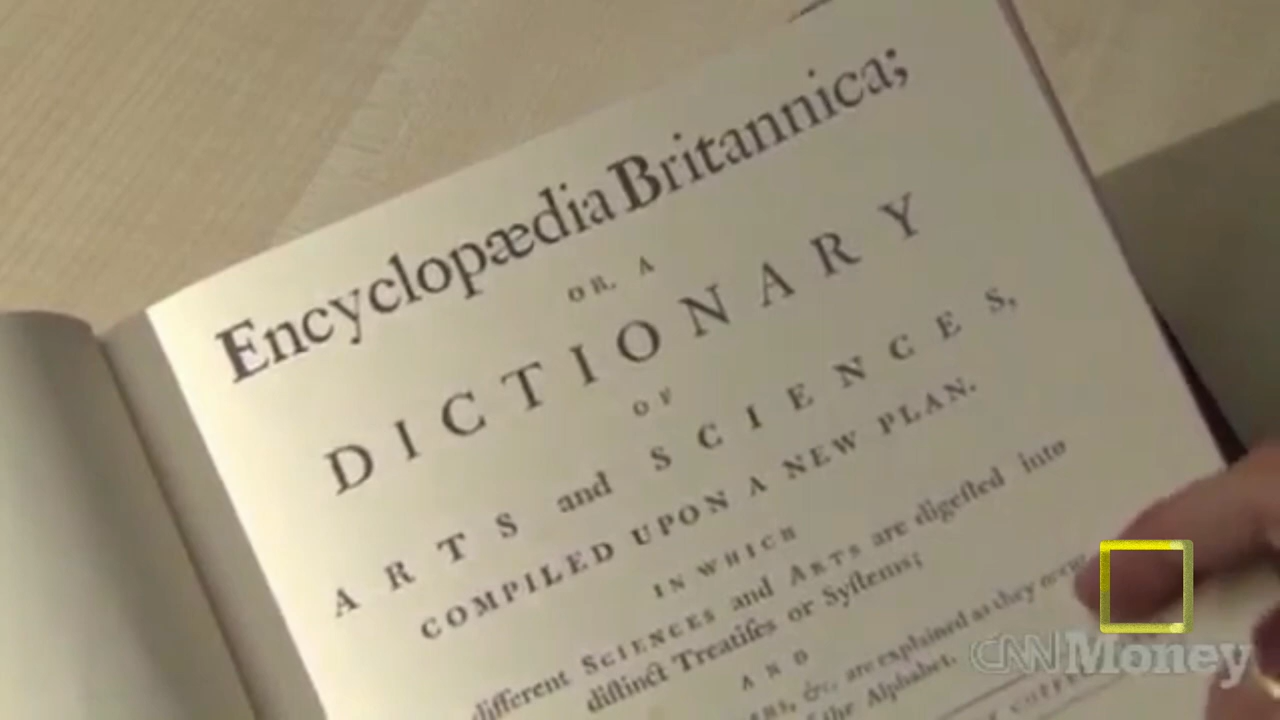 Encyclopædia Britannica;
OR, A
DICTIONARY
OF
ARTS and SCIENCES,
COMPILED UPON A NEW PLAN.
IN WHICH
different SCIENCES and ARTS are digeſted into
diſtinct Treatiſes or Syſtems;
AND
&c. are explained as they
the Alphabet.
CNNMoney